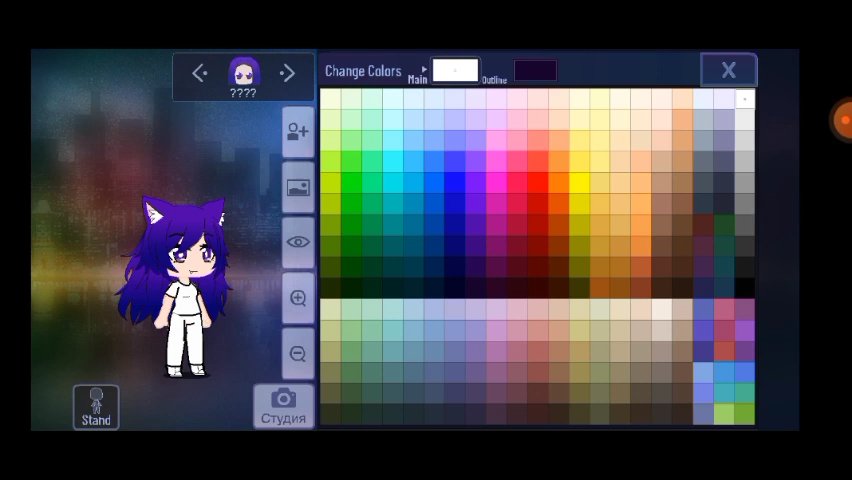 Change Colors
Main
Outline
X
????
Stand
Студия